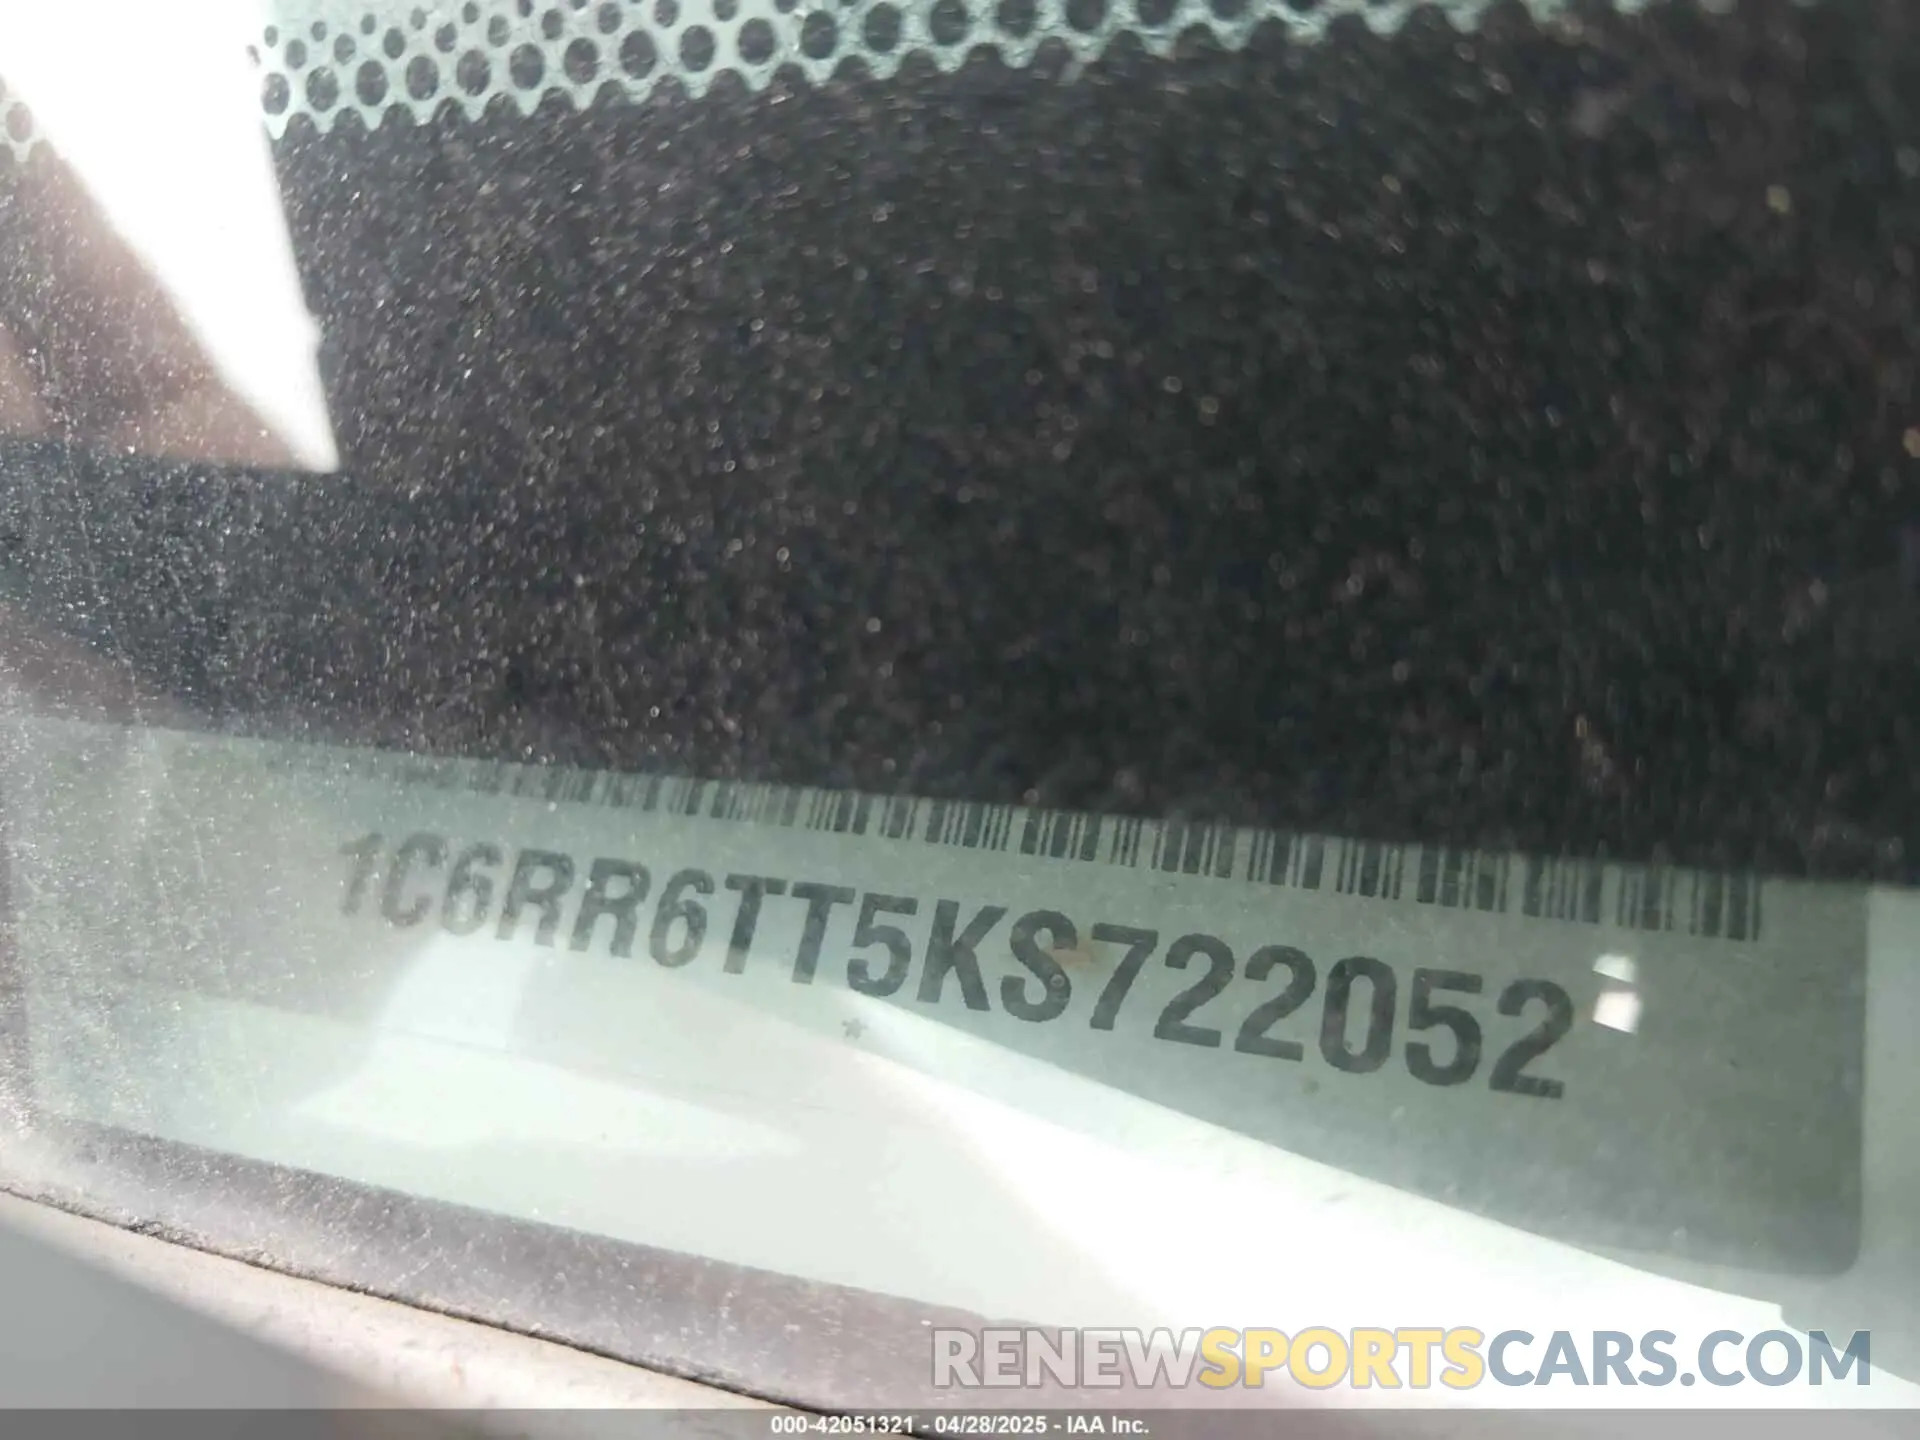 1C6RR6TT5KS722052
RENEWSPORTSCARS.COM
000-42051321 - 04/28/2025 - IAA Inc.